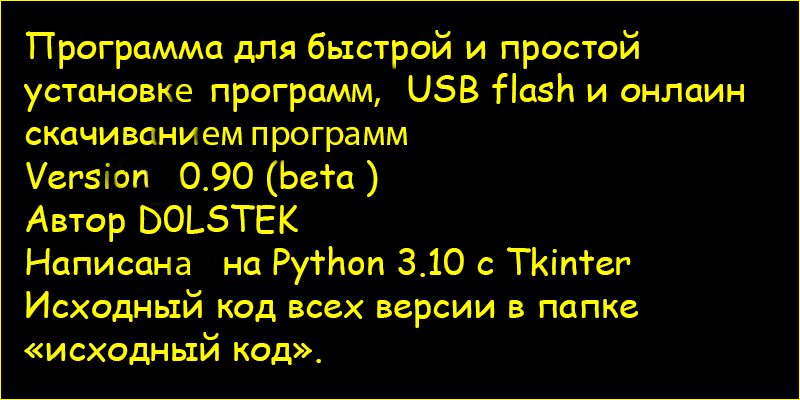 Программа для быстрой и простой
установке программ, USB flash и онлаин
скачиванием программ
Version 0.90 (beta )
Автор D0LSTEK
Написана на Python 3.10 с Tkinter
Исходный код всех версии в папке
«исходный код».